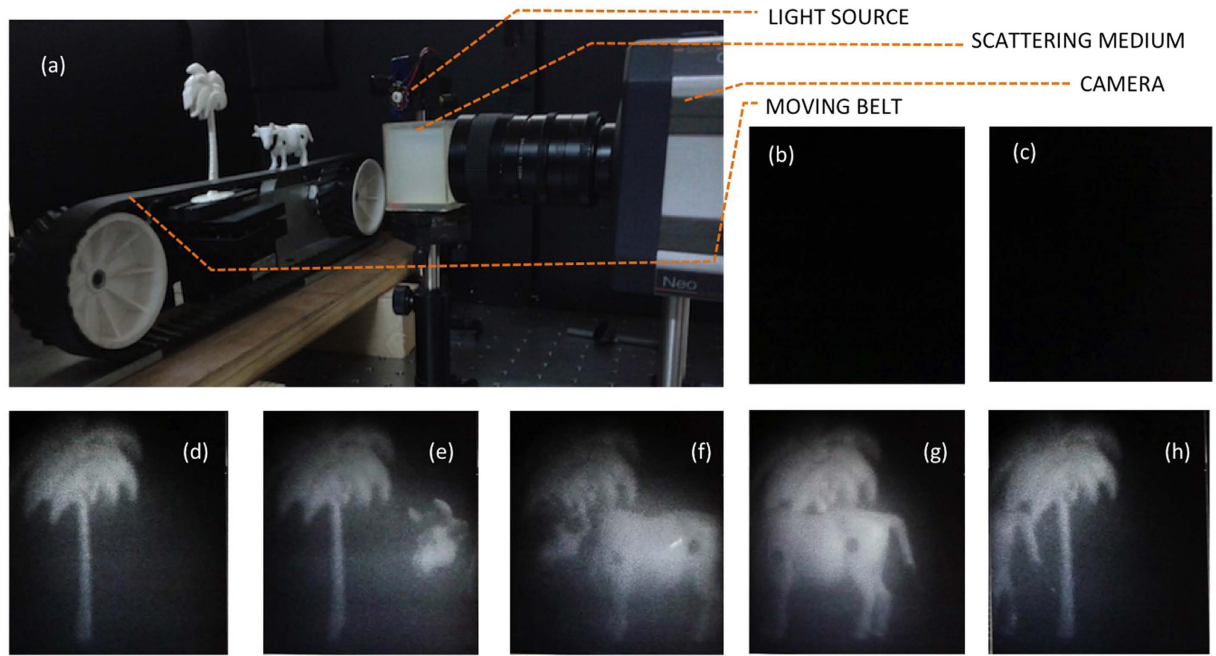 LIGHT SOURCE
(a)
SCATTERING MEDIUM
CAMERA
MOVING BELT
(b)
(c)
Neo
(d)
(e)
(f)
(g)
(h)